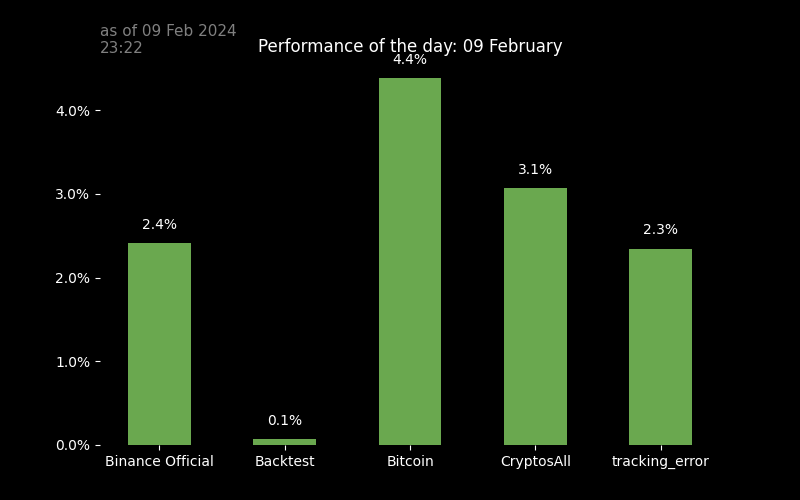 as of 09 Feb 2024
23:22
Performance of the day: 09 February
4.4%
4.0%
3.1%
3.0%
2.4%
2.3%
2.0%
1.0%
0.1%
0.0%
Binance Official
Backtest
Bitcoin
CryptosAll
tracking_error